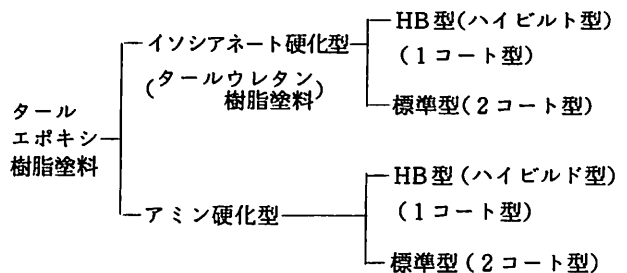 タール
エポキシ
樹脂塗料
イソシアネート硬化型
(タールウレタン
樹脂塗料)
HB型(ハイビルト型)
(1コート型)
標準型(2コート型)
アミン硬化型
HB型(ハイビルド型)
(1コート型)
標準型(2コート型)